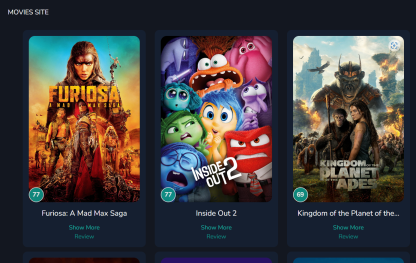 MOVIES SITE
FURIOSA
A MAD MAX SAGA
77
Furiosa: A Mad Max Saga
Show More
Review
INSIDE
OUT 2
77
Inside Out 2
Show More
Review
KINGDOM OF THE
PLANET
APES
69
Kingdom of the Planet of the...
Show More
Review